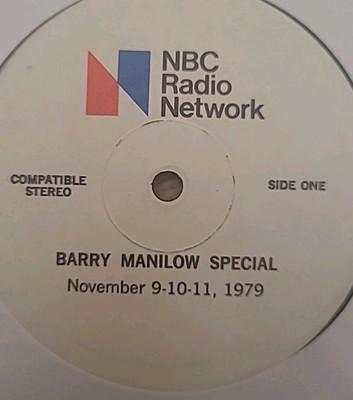 NBC
Radio
Network
COMPATIBLE
STEREO
SIDE ONE
BARRY MANILOW SPECIAL
November 9-10-11, 1979